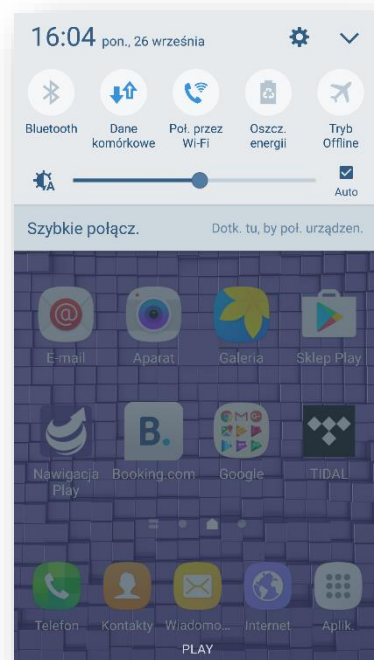 16:04 pon., 26 września
Bluetooth
Dane komórkowe
Poł. przez Wi-Fi
Oszcz. energii
Tryb Offline
A
Auto
Szybkie połącz. Dotk. tu, by poł. urządzen.
@
E-mail Aparat Galeria Sklep Play
B.
G M G
Nawigacja Play
Booking.com Google TIDAL
Telefon Kontakty Wiadomo... Internet Aplik.
PLAY